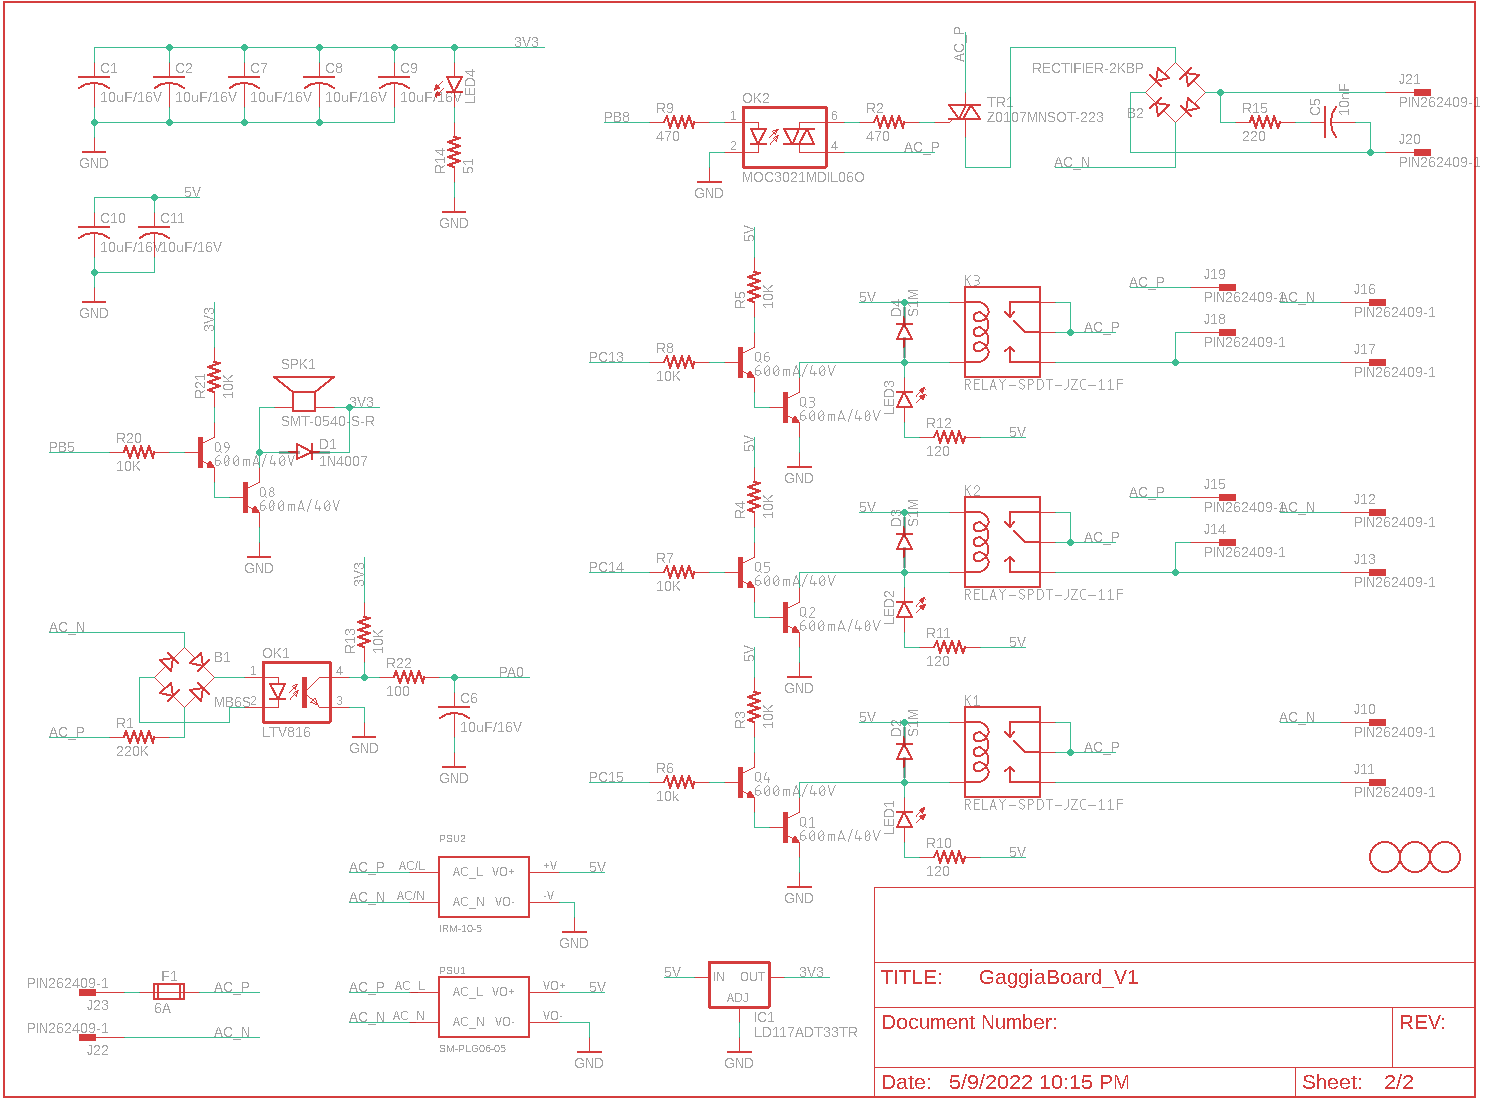 3V3
C1
10uF/16V
C2
10uF/16V
C7
10uF/16V
C8
10uF/16V
C9
10uF/16V
LED4
R14
51
GND
GND
5V
C10
10uF/16V
C11
10uF/16V
GND
3V3
R21
10K
SPK1
SMT-0540-S-R
3V3
PB5
R20
10K
Q9
600mA/40V
D1
1N4007
Q8
600mA/40V
GND
AC_N
B1
MB6S
AC_P
R1
220K
OK1
1
2
4
3
LTV816
3V3
R13
10K
R22
100
PA0
C6
10uF/16V
GND
GND
PSU2
AC_P
AC/L
AC_L
VO+
+V
5V
AC_N
AC/N
AC_N
VO-
-V
IRM-10-5
GND
PSU1
AC_P
AC_L
AC_L
VO+
VO+
5V
AC_N
AC_N
AC_N
VO-
VO-
SM-PLG06-05
GND
PIN262409-1
J23
F1
6A
AC_P
PIN262409-1
J22
AC_N
PB8
R9
470
OK2
1
2
6
4
MOC3021MDIL06O
GND
R2
470
AC_P
AC_P
TR1
Z0107MNSOT-223
RECTIFIER-2KBP
B2
AC_N
R15
220
C5
10nF
J21
PIN262409-1
J20
PIN262409-1
5V
R5
10K
PC13
R8
10K
Q6
600mA/40V
Q3
600mA/40V
GND
5V
D4
S1M
LED3
R12
120
5V
K3
RELAY-SPDT-JZC-11F
AC_P
AC_P
J19
PIN262409-1
J18
PIN262409-1
AC_N
J16
PIN262409-1
J17
PIN262409-1
5V
R4
10K
PC14
R7
10K
Q5
600mA/40V
Q2
600mA/40V
GND
5V
D3
S1M
LED2
R11
120
5V
K2
RELAY-SPDT-JZC-11F
AC_P
AC_P
J15
PIN262409-1
J14
PIN262409-1
AC_N
J12
PIN262409-1
J13
PIN262409-1
5V
R3
10K
PC15
R6
10k
Q4
600mA/40V
Q1
600mA/40V
GND
5V
D2
S1M
LED1
R10
120
5V
K1
RELAY-SPDT-JZC-11F
AC_P
AC_N
J10
PIN262409-1
J11
PIN262409-1
5V
IN
OUT
ADJ
3V3
IC1
LD117ADT33TR
GND
TITLE: GaggiaBoard_V1
Document Number:
REV:
Date: 5/9/2022 10:15 PM
Sheet: 2/2